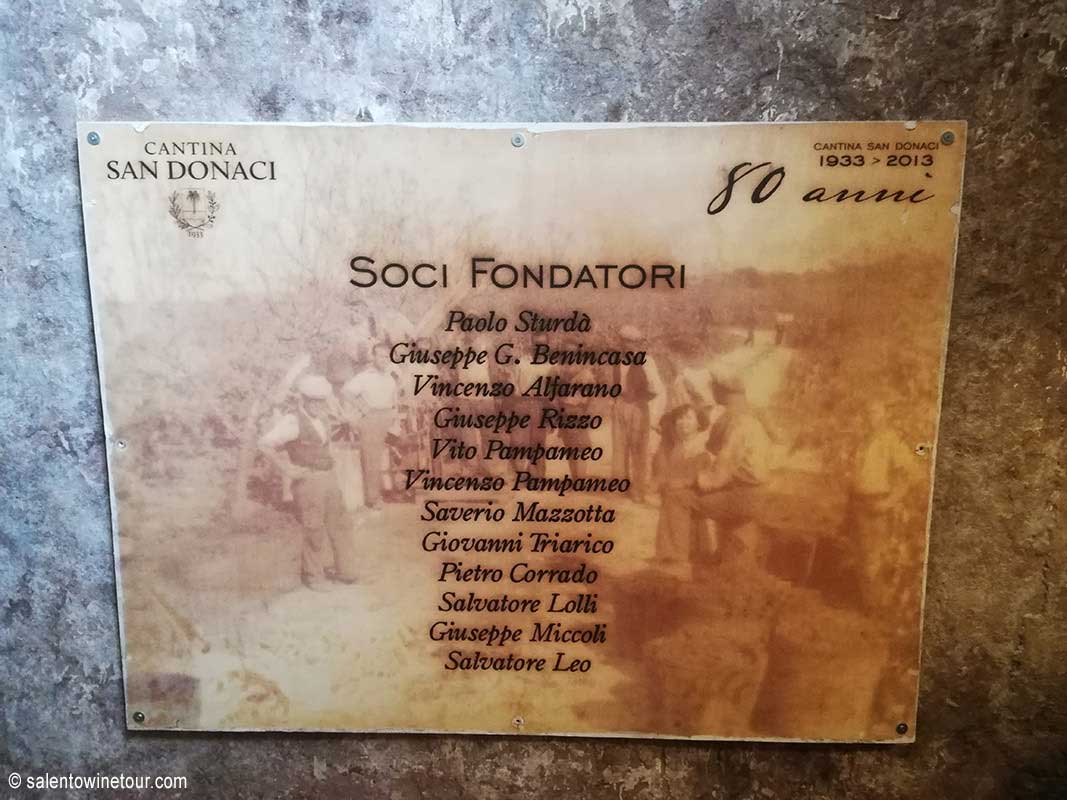 CANTINA
SAN DONACI
1933
CANTINA SAN DONACI
1933 > 2013
80 anni
SOCI FONDATORI
Paolo Sturdà
Giuseppe G. Benincasa
Vincenzo Alfarano
Giuseppe Rizzo
Vito Pampameo
Vincenzo Pampameo
Saverio Mazzotta
Giovanni Triarico
Pietro Corrado
Salvatore Lolli
Giuseppe Miccoli
Salvatore Leo
© salentowinetour.com